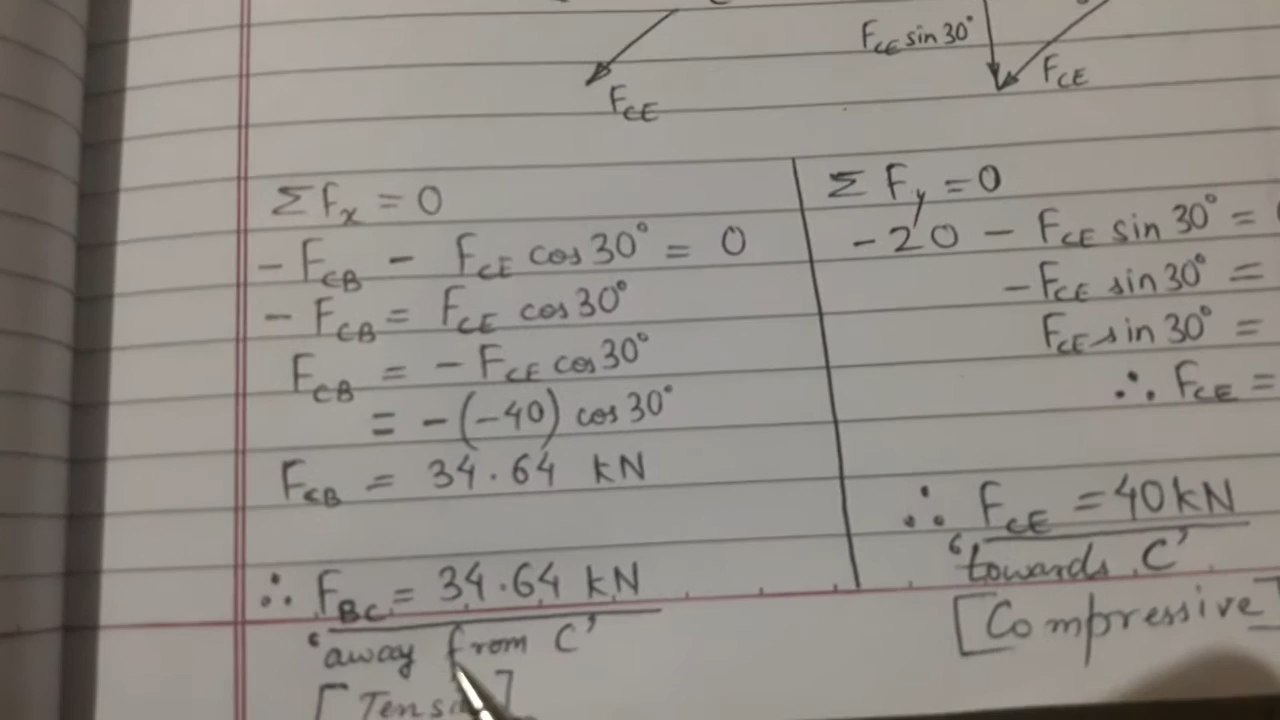 F_CE sin 30°
F_CE
F_CE
Σ F_x = 0
- F_CB - F_CE cos 30° = 0
- F_CB = F_CE cos 30°
F_CB = - F_CE cos 30°
= - (-40) cos 30°
F_CB = 34.64 kN
∴ F_BC = 34.64 kN
'away from C'
Σ F_y = 0
-20 - F_CE sin 30° =
- F_CE sin 30° =
F_CE sin 30° =
∴ F_CE =
∴ F_CE = 40 kN
'towards C'
[Compressive]